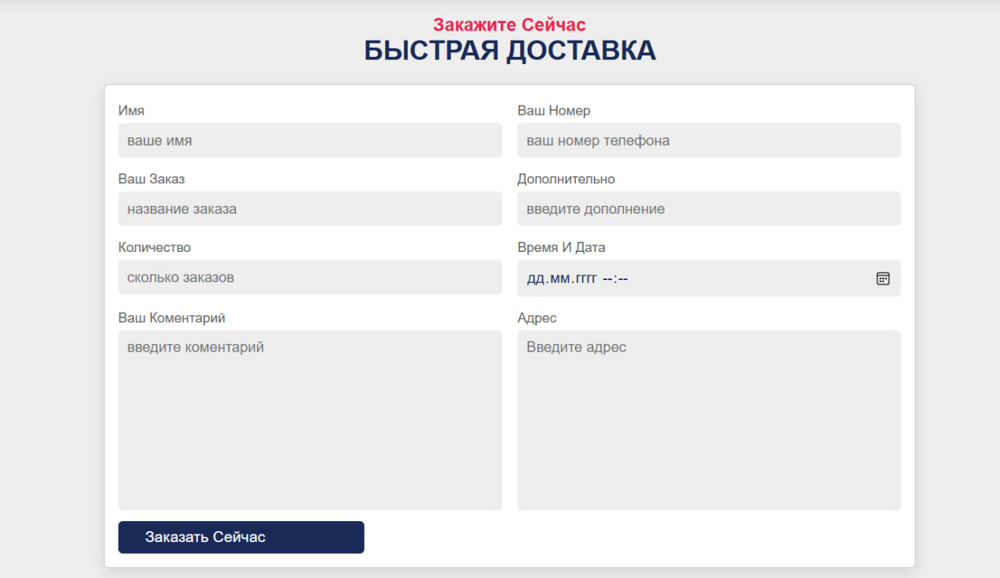 Закажите Сейчас
БЫСТРАЯ ДОСТАВКА
Имя
Ваш Номер
ваше имя
ваш номер телефона
Ваш Заказ
Дополнительно
название заказа
введите дополнение
Количество
Время И Дата
сколько заказов
дд.мм.гггг --:--
Ваш Коментарий
Адрес
введите коментарий
Введите адрес
Заказать Сейчас